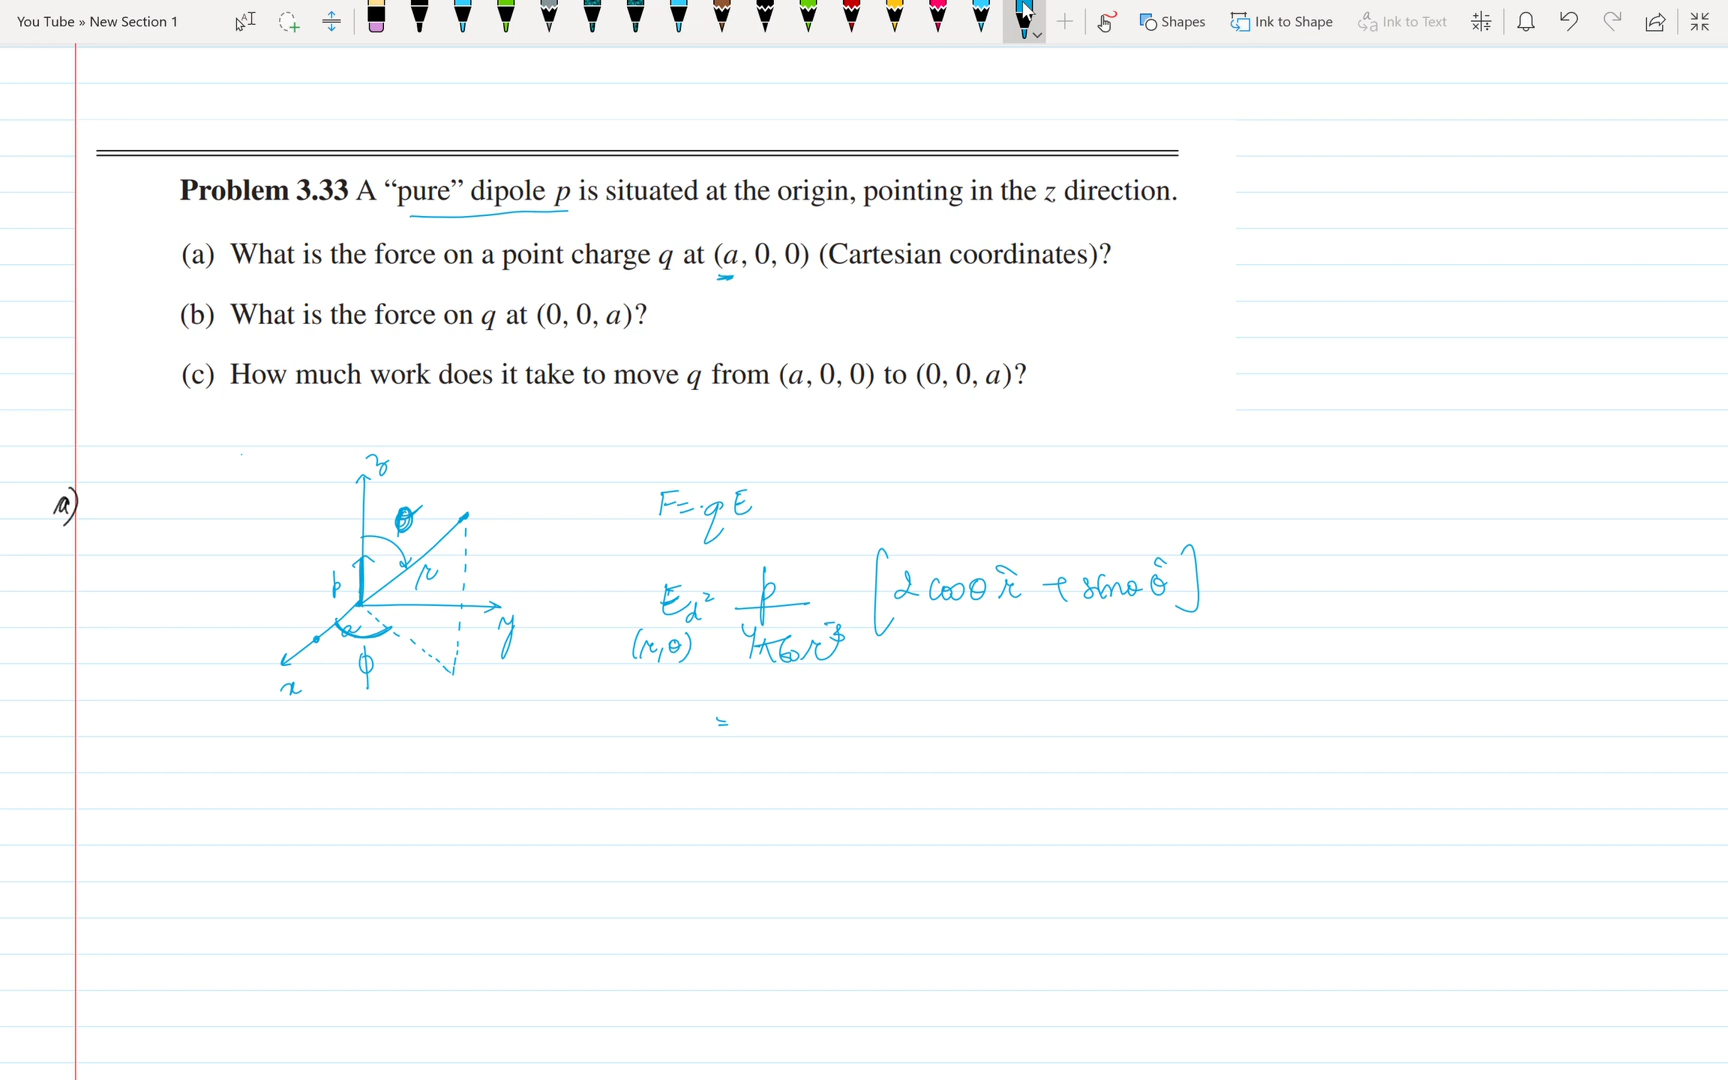 You Tube » New Section 1
Shapes
Ink to Shape
Ink to Text
Problem 3.33 A “pure” dipole p is situated at the origin, pointing in the z direction.
(a) What is the force on a point charge q at (a, 0, 0) (Cartesian coordinates)?
(b) What is the force on q at (0, 0, a)?
(c) How much work does it take to move q from (a, 0, 0) to (0, 0, a)?
a)
z
θ
r
p
a
y
ϕ
x
F = qE
E_d = p / 4πε₀r³ [2 cosθ r̂ + sinθ θ̂]
(r, θ)
=